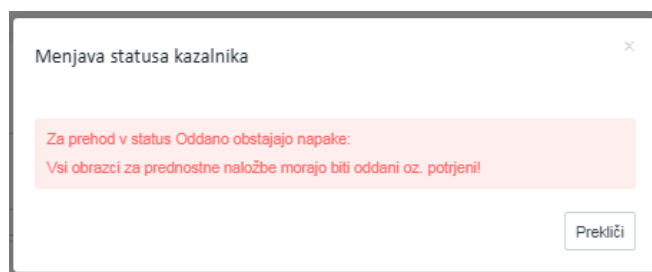 Menjava statusa kazalnika
Za prehod v status Oddano obstajajo napake:
Vsi obrazci za prednostne naložbe morajo biti oddani oz. potrjeni!
Prekliči